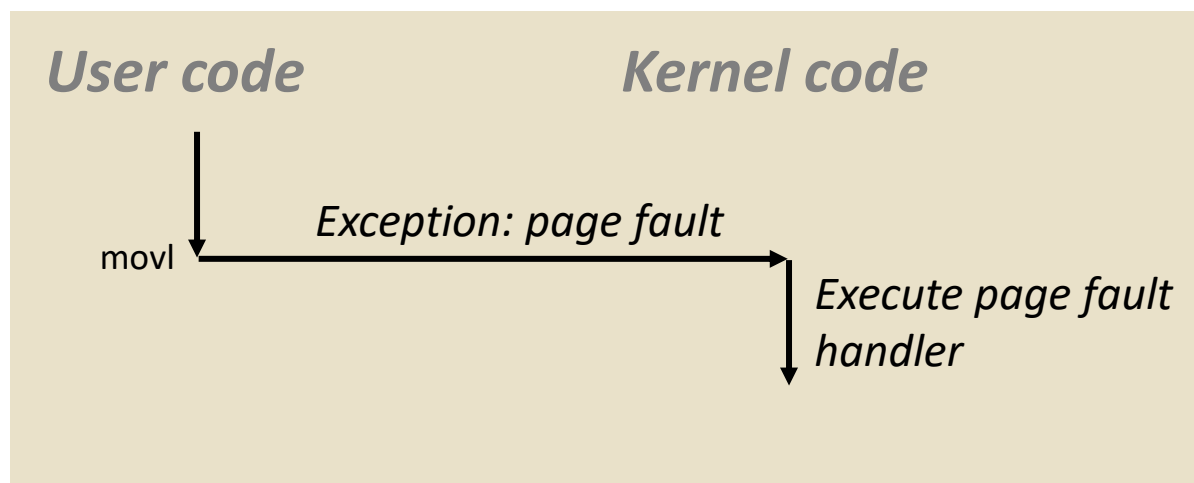 User code
Kernel code
Exception: page fault
movl
Execute page fault
handler